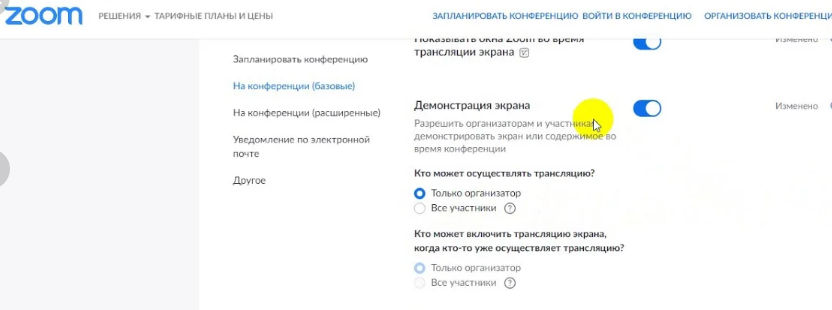 zoom
РЕШЕНИЯ ТАРИФНЫЕ ПЛАНЫ И ЦЕНЫ
ЗАПЛАНИРОВАТЬ КОНФЕРЕНЦИЮ ВОЙТИ В КОНФЕРЕНЦИЮ ОРГАНИЗОВАТЬ КОНФЕРЕНЦИ
Запланировать конференцию
На конференции (базовые)
На конференции (расширенные)
Уведомление по электронной
почте
Другое
Показывать окна Zoom во время
трансляции экрана
Изменено
Демонстрация экрана
Изменено
Разрешить организаторам и участникам
демонстрировать экран или содержимое во
время конференции
Кто может осуществлять трансляцию?
Только организатор
Все участники ?
Кто может включить трансляцию экрана,
когда кто-то уже осуществляет трансляцию?
Только организатор
Все участники ?